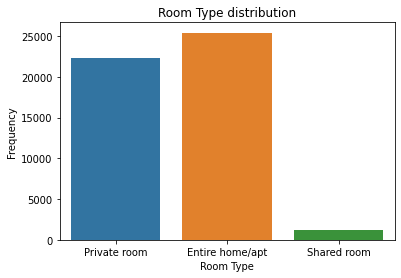 Room Type distribution
25000
20000
15000
10000
5000
0
Frequency
Private room
Entire home/apt
Shared room
Room Type